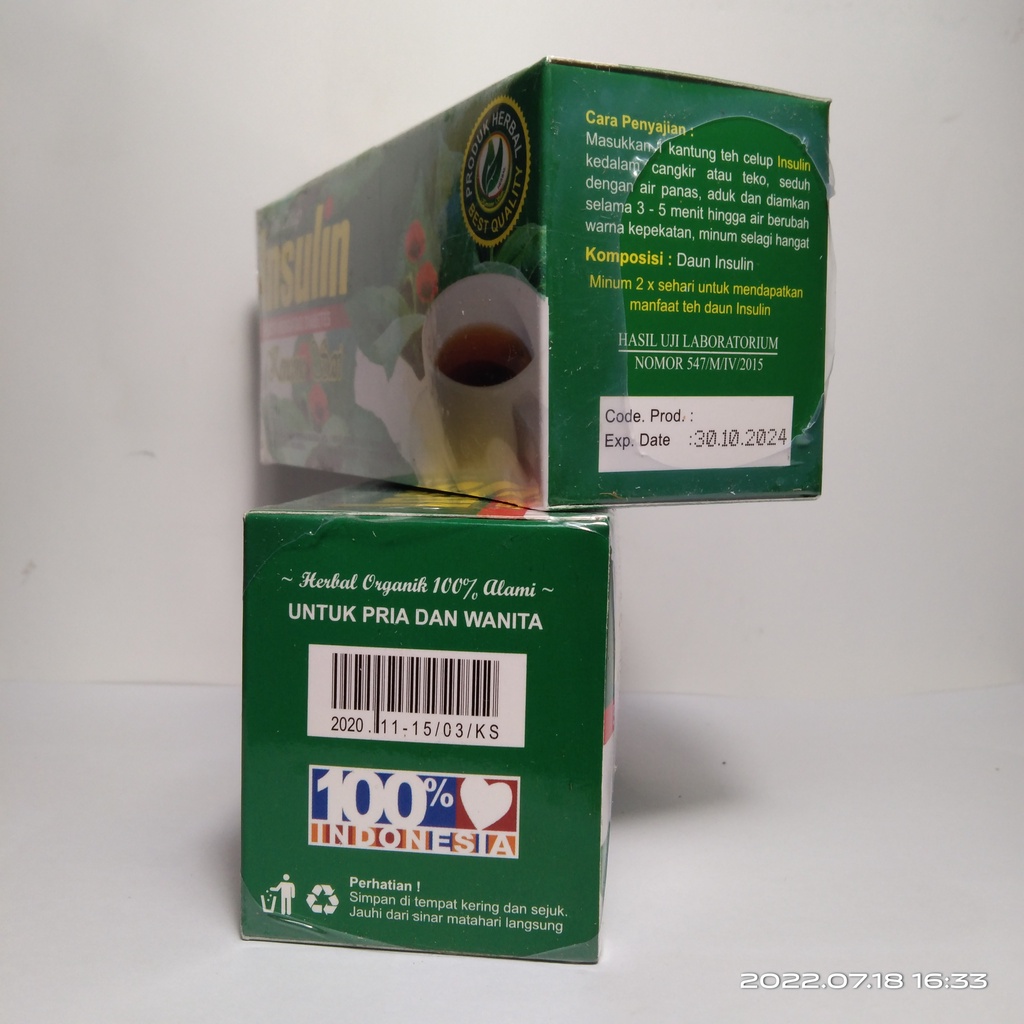 Insulin
PRODUK HERBAL
BEST QUALITY
Cara Penyajian :
Masukkan 1 kantung teh celup Insulin
kedalam cangkir atau teko, seduh
dengan air panas, aduk dan diamkan
selama 3 - 5 menit hingga air berubah
warna kepekatan, minum selagi hangat
Komposisi : Daun Insulin
Minum 2 x sehari untuk mendapatkan
manfaat teh daun Insulin
HASIL UJI LABORATORIUM
NOMOR 547/M/IV/2015
Code. Prod. :
Exp. Date :30.10.2024
~ Herbal Organik 100% Alami ~
UNTUK PRIA DAN WANITA
2020.11-15/03/KS
100%
INDONESIA
Perhatian !
Simpan di tempat kering dan sejuk.
Jauhi dari sinar matahari langsung
2022.07.18 16:33